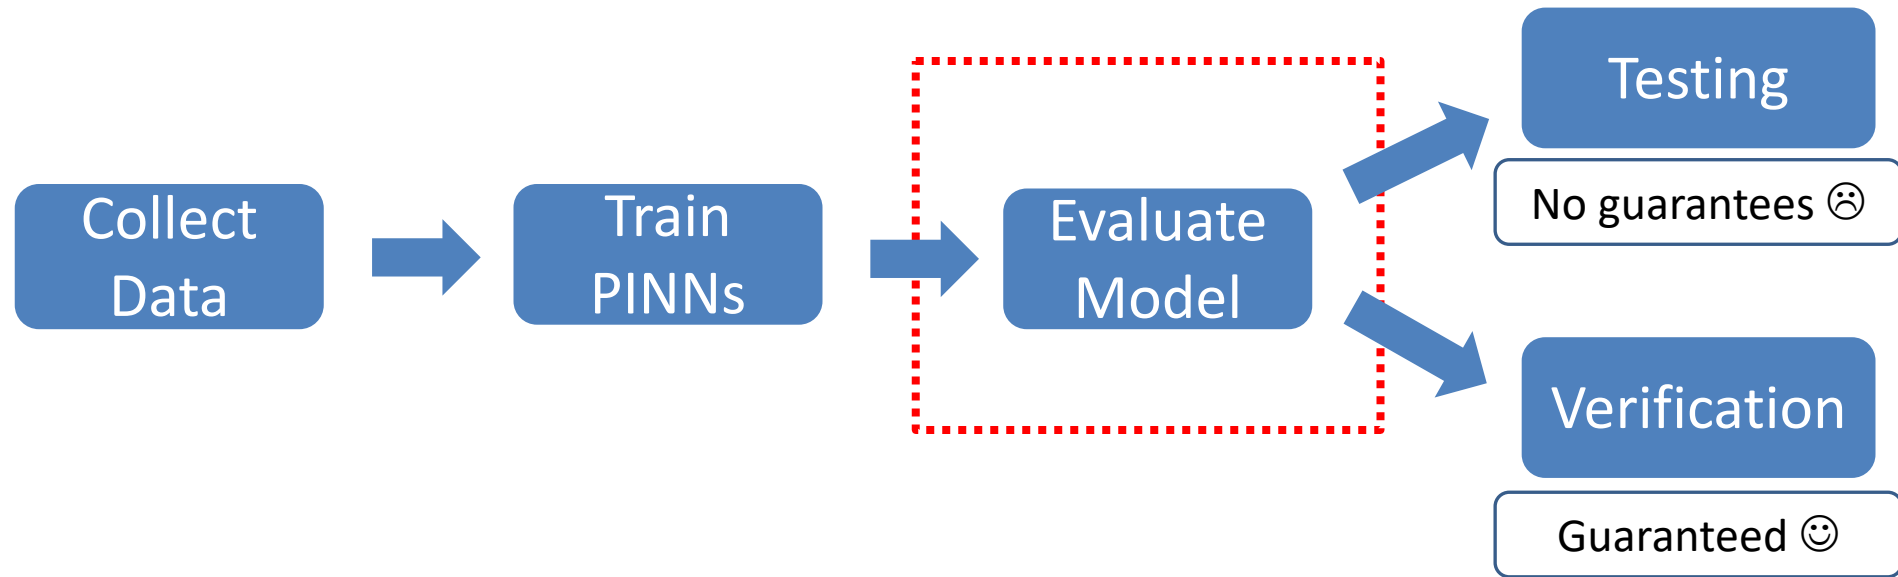 Collect
Data
Train
PINNs
Evaluate
Model
Testing
No guarantees ☹
Verification
Guaranteed ☺